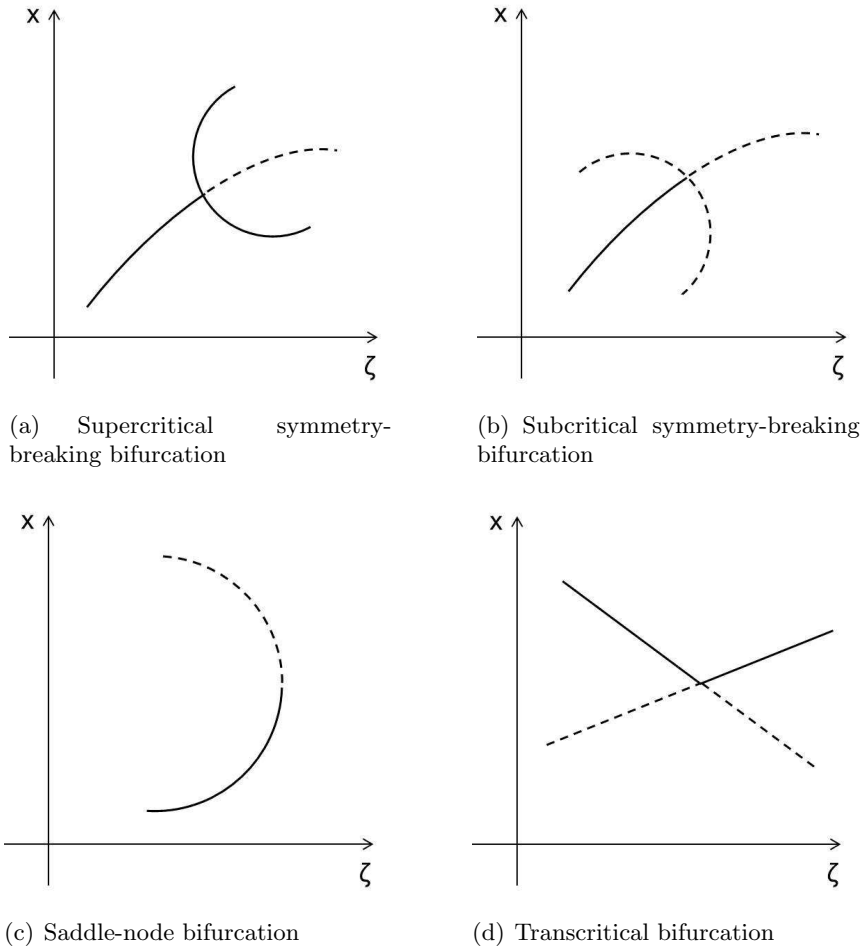 x
x
ζ
ζ
(a) Supercritical symmetry-
breaking bifurcation
(b) Subcritical symmetry-breaking
bifurcation
x
x
ζ
ζ
(c) Saddle-node bifurcation
(d) Transcritical bifurcation